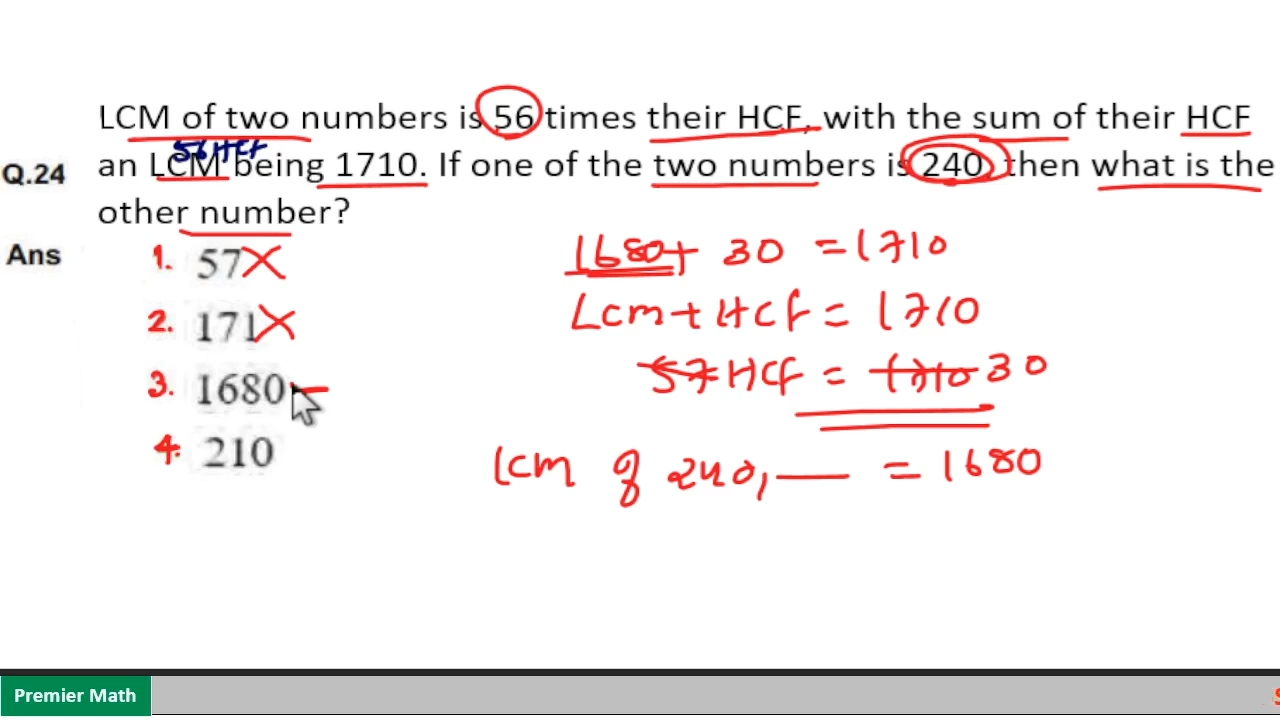 LCM of two numbers is 56 times their HCF, with the sum of their HCF
56HCF
Q.24 an LCM being 1710. If one of the two numbers is 240, then what is the
other number?
Ans 1. 57 X
1680 + 30 = 1710
2. 171 X
Lcm + HCF = 1710
57 HCF = 1710 30
3. 1680
4. 210
Lcm of 240, ___ = 1680
Premier Math